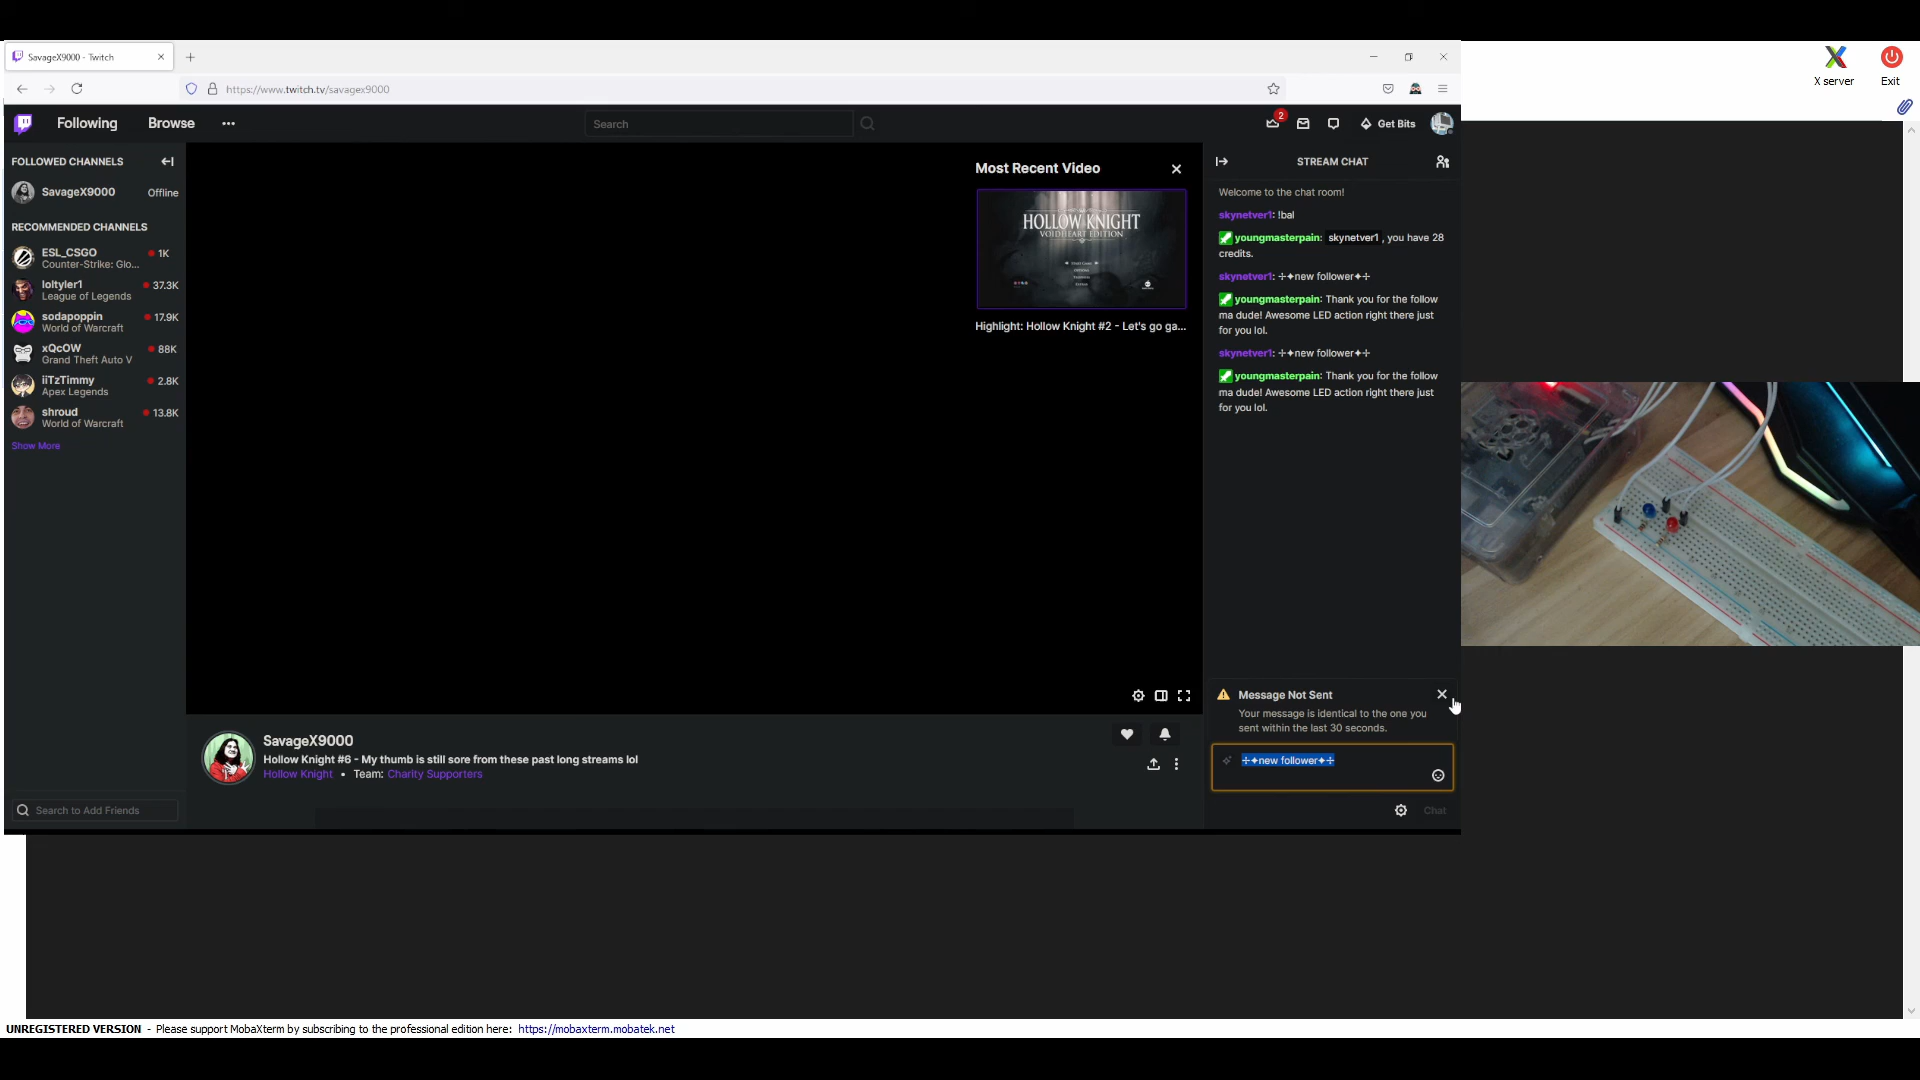 SavageX9000 - Twitch
https://www.twitch.tv/savagex9000
X server
Exit
Following
Browse
Search
2
Get Bits
FOLLOWED CHANNELS
SavageX9000
Offline
RECOMMENDED CHANNELS
ESL_CSGO
1K
Counter-Strike: Glo...
loltyler1
37.3K
League of Legends
sodapoppin
17.9K
World of Warcraft
xQcOW
88K
Grand Theft Auto V
iiTzTimmy
2.8K
Apex Legends
shroud
13.8K
World of Warcraft
Show More
Search to Add Friends
Most Recent Video
HOLLOW KNIGHT
VOIDHEART EDITION
Highlight: Hollow Knight #2 - Let's go ga...
SavageX9000
Hollow Knight #6 - My thumb is still sore from these past long streams lol
Hollow Knight • Team: Charity Supporters
STREAM CHAT
Welcome to the chat room!
skynetver1: !bal
youngmasterpain: skynetver1 , you have 28
credits.
skynetver1: ✢✦new follower✦✢
youngmasterpain: Thank you for the follow
ma dude! Awesome LED action right there just
for you lol.
skynetver1: ✢✦new follower✦✢
youngmasterpain: Thank you for the follow
ma dude! Awesome LED action right there just
for you lol.
Message Not Sent
Your message is identical to the one you
sent within the last 30 seconds.
✢✦new follower✦✢
Chat
UNREGISTERED VERSION - Please support MobaXterm by subscribing to the professional edition here: https://mobaxterm.mobatek.net